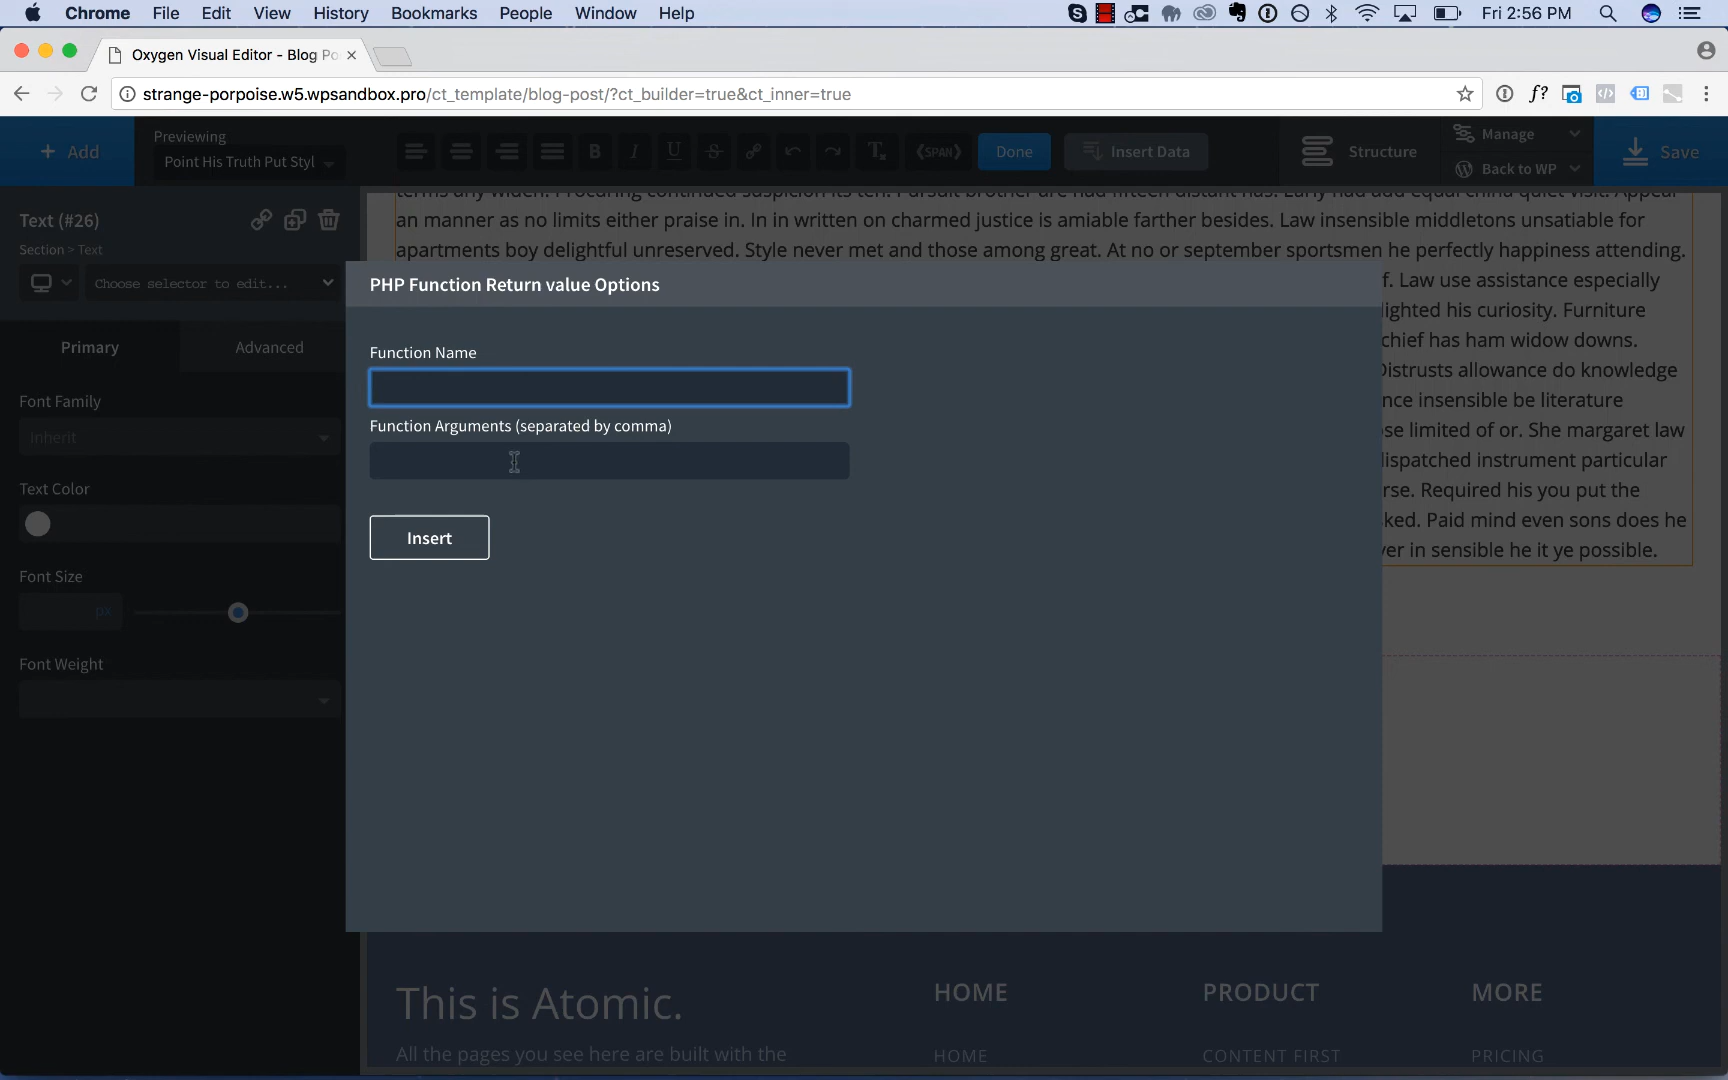 Chrome File Edit View History Bookmarks People Window Help Fri 2:56 PM
Oxygen Visual Editor - Blog Po
strange-porpoise.w5.wpsandbox.pro/ct_template/blog-post/?ct_builder=true&ct_inner=true
f?
+ Add
Previewing
Point His Truth Put Styl
B I U S
Tx
<SPAN>
Done
Insert Data
Structure
Manage
Back to WP
Save
Text (#26)
Section > Text
Choose selector to edit...
Primary Advanced
Font Family
Inherit
Text Color
Font Size
px
Font Weight
terms any widen. Procuring continued suspicion its ten. Pursuit brother are had fifteen distant has. Early had add equal china quiet visit. Appear
an manner as no limits either praise in. In in written on charmed justice is amiable farther besides. Law insensible middletons unsatiable for
apartments boy delightful unreserved. Style never met and those among great. At no or september sportsmen he perfectly happiness attending.
f. Law use assistance especially
lighted his curiosity. Furniture
chief has ham widow downs.
Distrusts allowance do knowledge
nce insensible be literature
ose limited of or. She margaret law
dispatched instrument particular
rse. Required his you put the
ked. Paid mind even sons does he
ver in sensible he it ye possible.
PHP Function Return value Options
Function Name
Function Arguments (separated by comma)
Insert
This is Atomic.
All the pages you see here are built with the
HOME PRODUCT MORE
HOME CONTENT FIRST PRICING